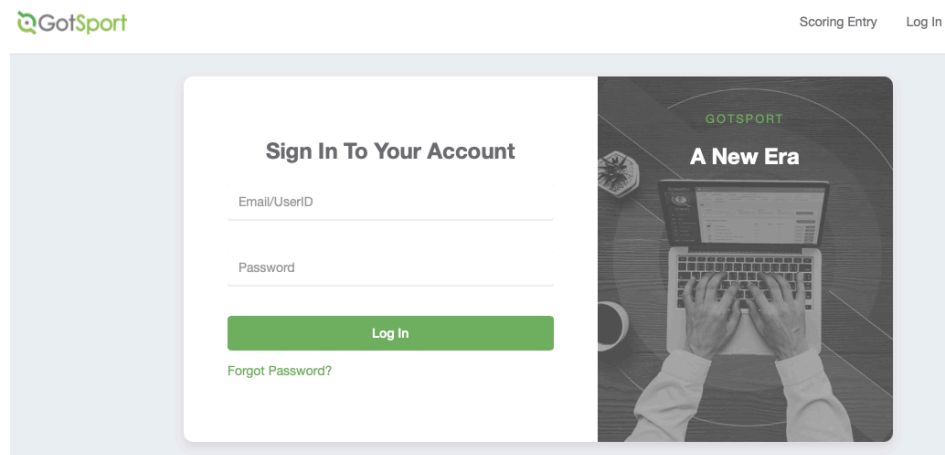 GotSport
Scoring Entry Log In
Sign In To Your Account
Email/UserID
Password
Log In
Forgot Password?
GOTSPORT
A New Era